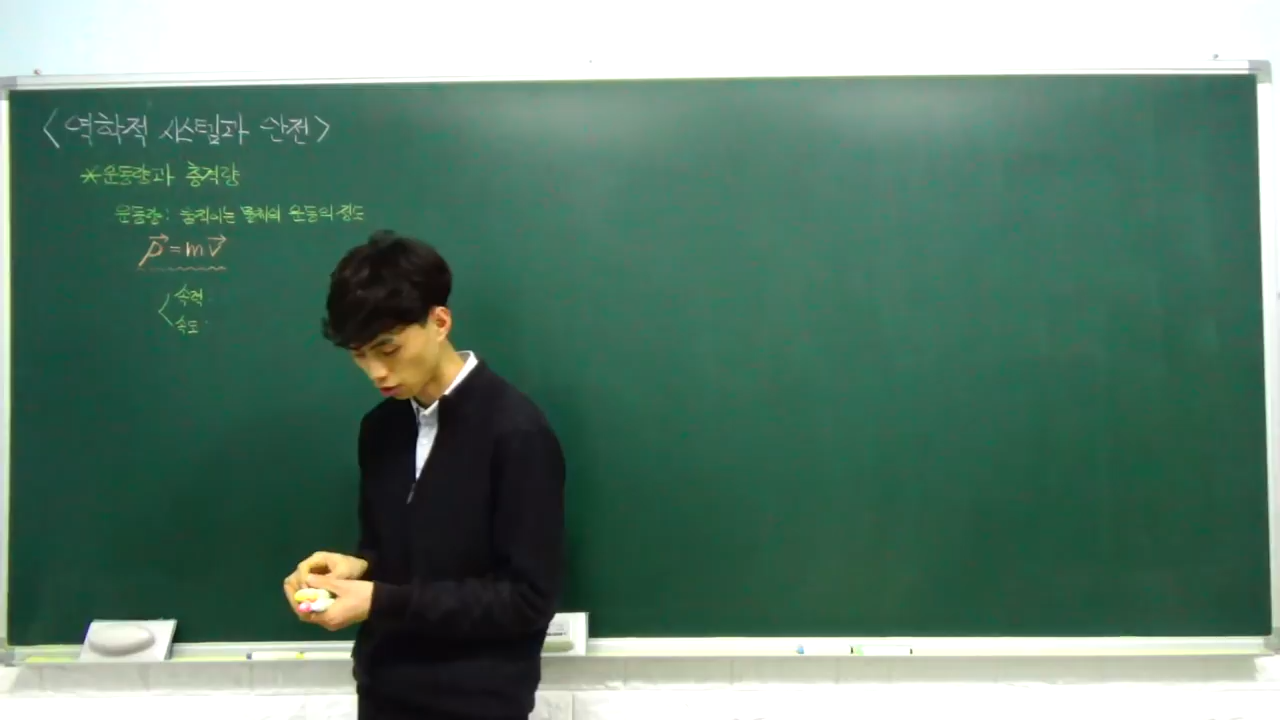 <역학적 시스템과 안전>
*운동량과 충격량
운동량: 움직이는 물체의 운동의 정도
p⃗ = mv⃗
속력
속도